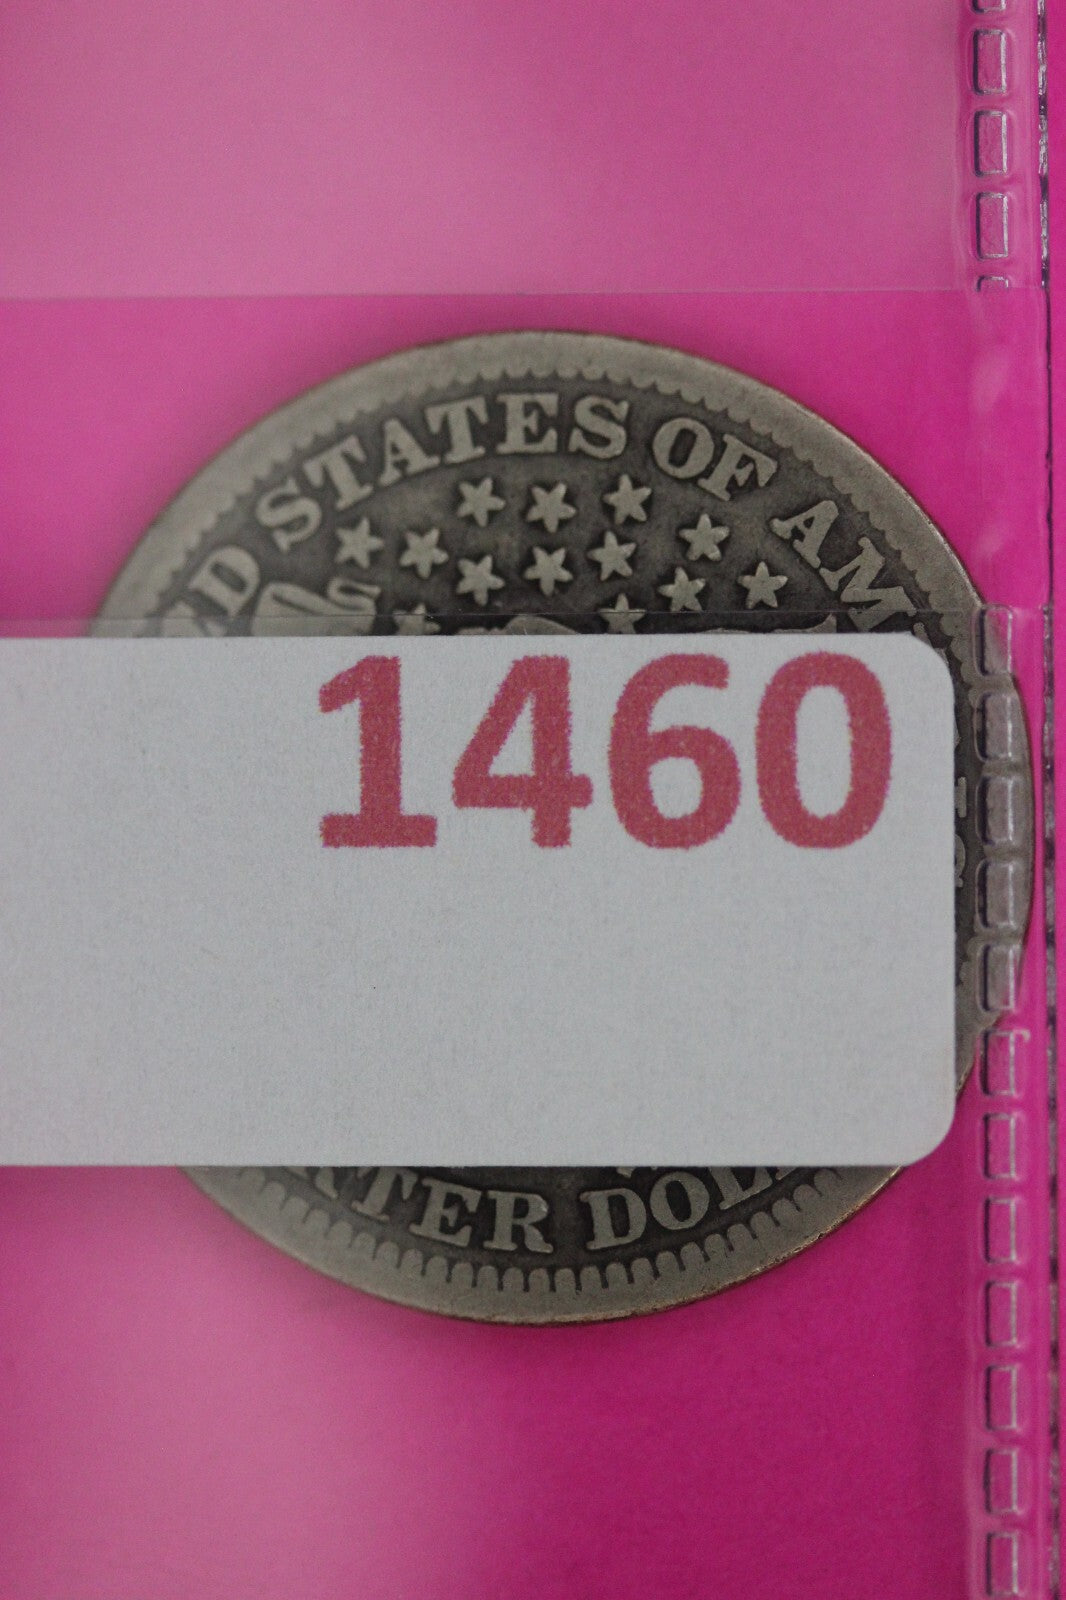 D STATES OF AM
1460
RTER DOL